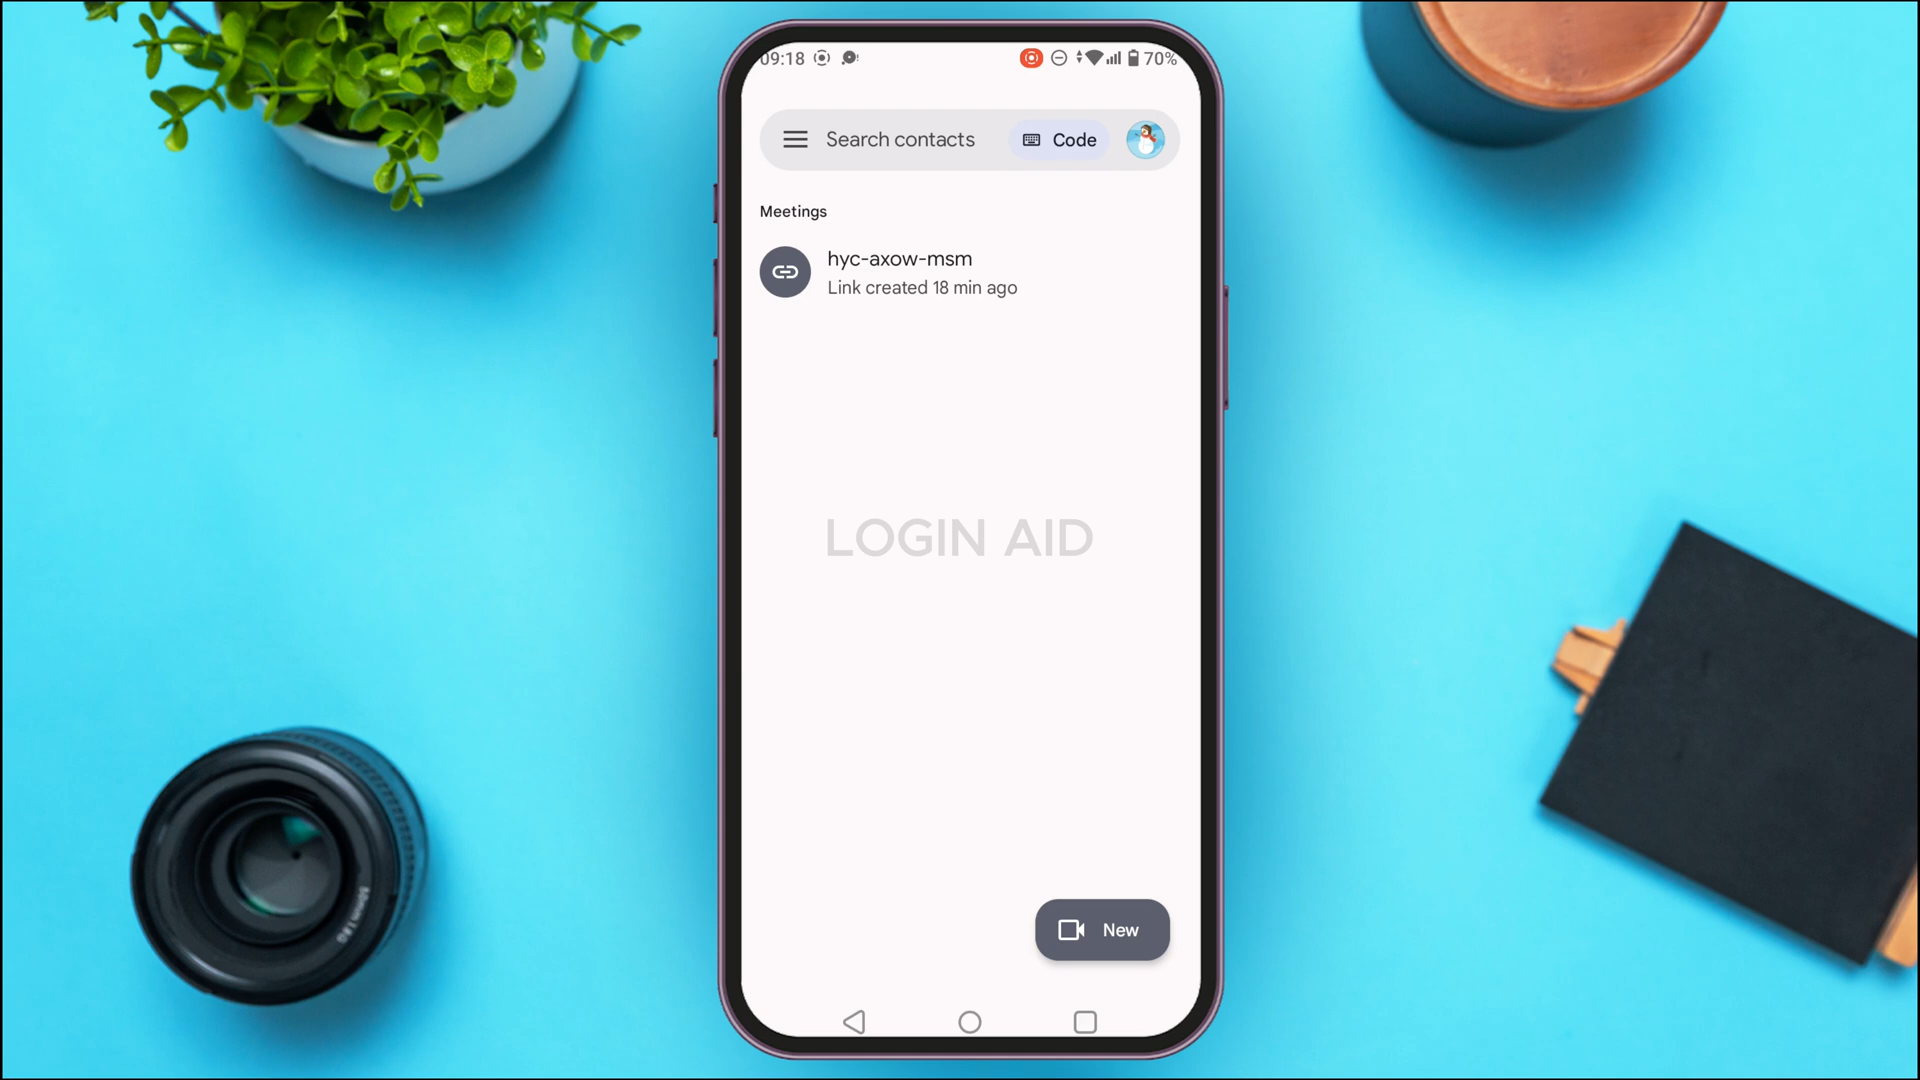 09:18
70%
Search contacts
Code
Meetings
hyc-axow-msm
Link created 18 min ago
LOGIN AID
New